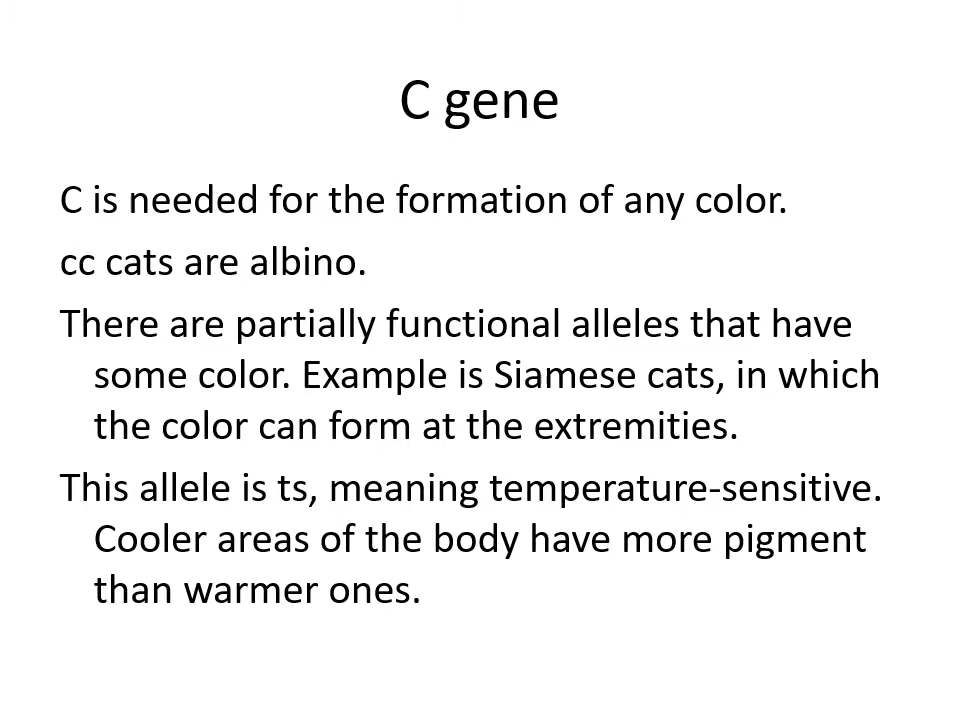 C gene
C is needed for the formation of any color.
cc cats are albino.
There are partially functional alleles that have
some color. Example is Siamese cats, in which
the color can form at the extremities.
This allele is ts, meaning temperature-sensitive.
Cooler areas of the body have more pigment
than warmer ones.